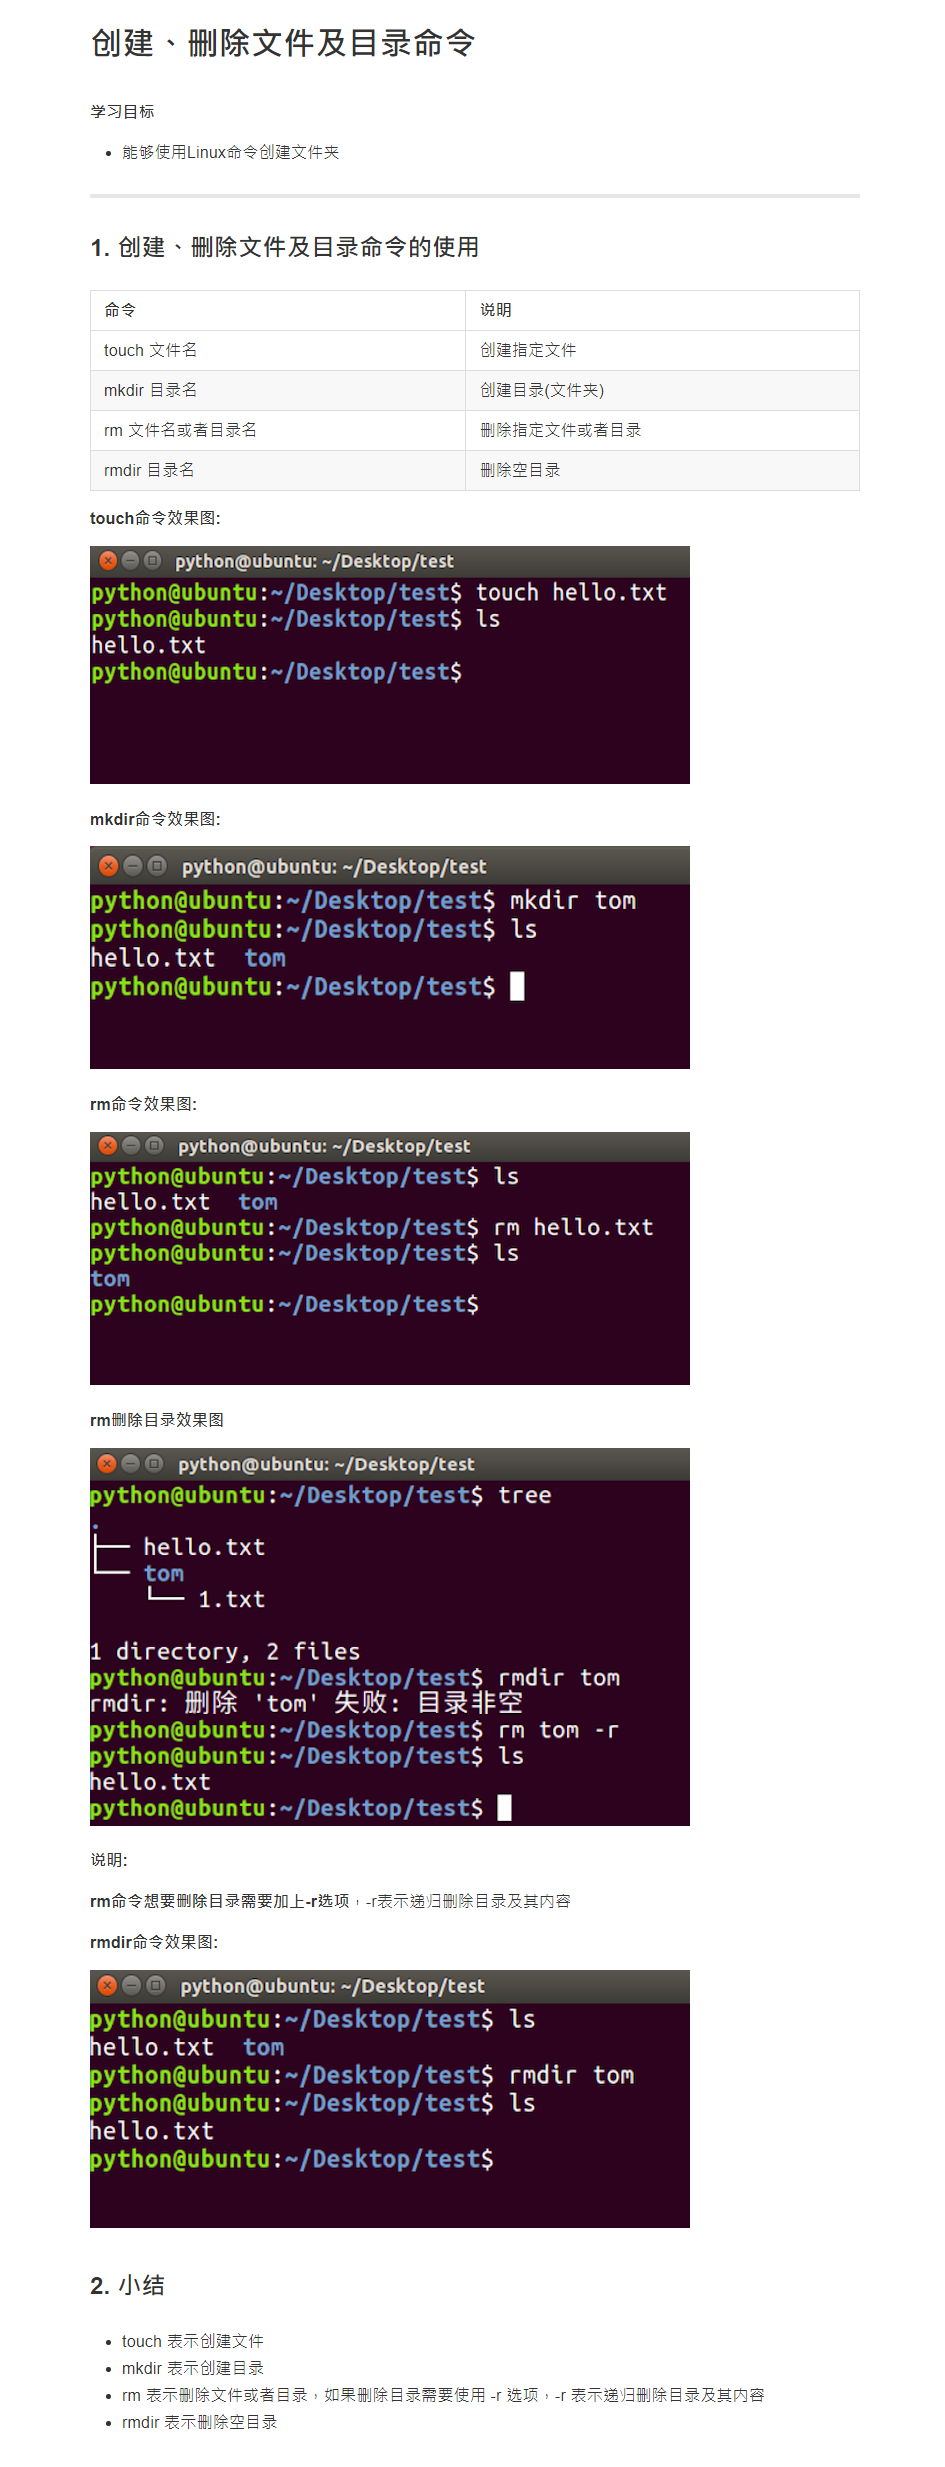 创建、删除文件及目录命令
学习目标
• 能够使用Linux命令创建文件夹
1. 创建、删除文件及目录命令的使用
命令 说明
touch 文件名 创建指定文件
mkdir 目录名 创建目录(文件夹)
rm 文件名或者目录名 删除指定文件或者目录
rmdir 目录名 删除空目录
touch命令效果图:
python@ubuntu: ~/Desktop/test
python@ubuntu:~/Desktop/test$ touch hello.txt
python@ubuntu:~/Desktop/test$ ls
hello.txt
python@ubuntu:~/Desktop/test$
mkdir命令效果图:
python@ubuntu: ~/Desktop/test
python@ubuntu:~/Desktop/test$ mkdir tom
python@ubuntu:~/Desktop/test$ ls
hello.txt  tom
python@ubuntu:~/Desktop/test$
rm命令效果图:
python@ubuntu: ~/Desktop/test
python@ubuntu:~/Desktop/test$ ls
hello.txt  tom
python@ubuntu:~/Desktop/test$ rm hello.txt
python@ubuntu:~/Desktop/test$ ls
tom
python@ubuntu:~/Desktop/test$
rm删除目录效果图
python@ubuntu: ~/Desktop/test
python@ubuntu:~/Desktop/test$ tree
.
├── hello.txt
└── tom
    └── 1.txt
1 directory, 2 files
python@ubuntu:~/Desktop/test$ rmdir tom
rmdir: 删除 'tom' 失败: 目录非空
python@ubuntu:~/Desktop/test$ rm tom -r
python@ubuntu:~/Desktop/test$ ls
hello.txt
python@ubuntu:~/Desktop/test$
说明:
rm命令想要删除目录需要加上-r选项，-r表示递归删除目录及其内容
rmdir命令效果图:
python@ubuntu: ~/Desktop/test
python@ubuntu:~/Desktop/test$ ls
hello.txt  tom
python@ubuntu:~/Desktop/test$ rmdir tom
python@ubuntu:~/Desktop/test$ ls
hello.txt
python@ubuntu:~/Desktop/test$
2. 小结
• touch 表示创建文件
• mkdir 表示创建目录
• rm 表示删除文件或者目录，如果删除目录需要使用 -r 选项，-r 表示递归删除目录及其内容
• rmdir 表示删除空目录